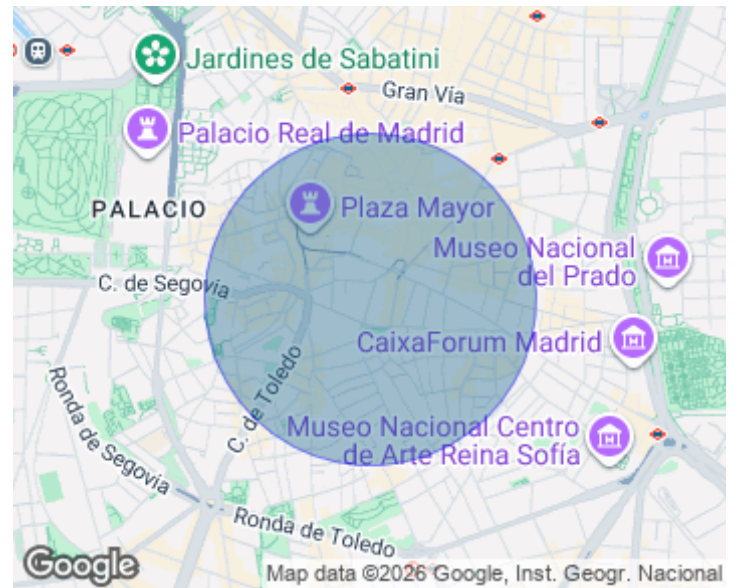 Jardines de Sabatini
Gran Vía
Palacio Real de Madrid
PALACIO
Plaza Mayor
Museo Nacional
del Prado
C. de Segovia
CaixaForum Madrid
C. de Toledo
Ronda de Segovia
Museo Nacional Centro
de Arte Reina Sofía
Ronda de Toledo
Google
Map data ©2026 Google, Inst. Geogr. Nacional